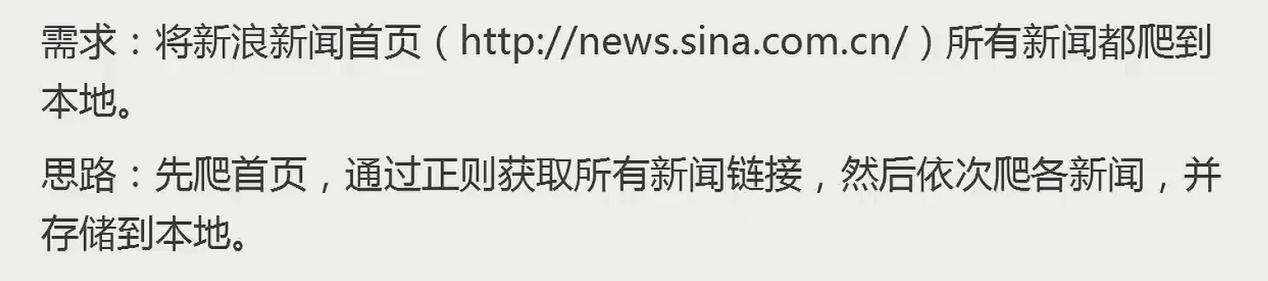 需求：将新浪新闻首页（http://news.sina.com.cn/）所有新闻都爬到
本地。
思路：先爬首页，通过正则获取所有新闻链接，然后依次爬各新闻，并
存储到本地。